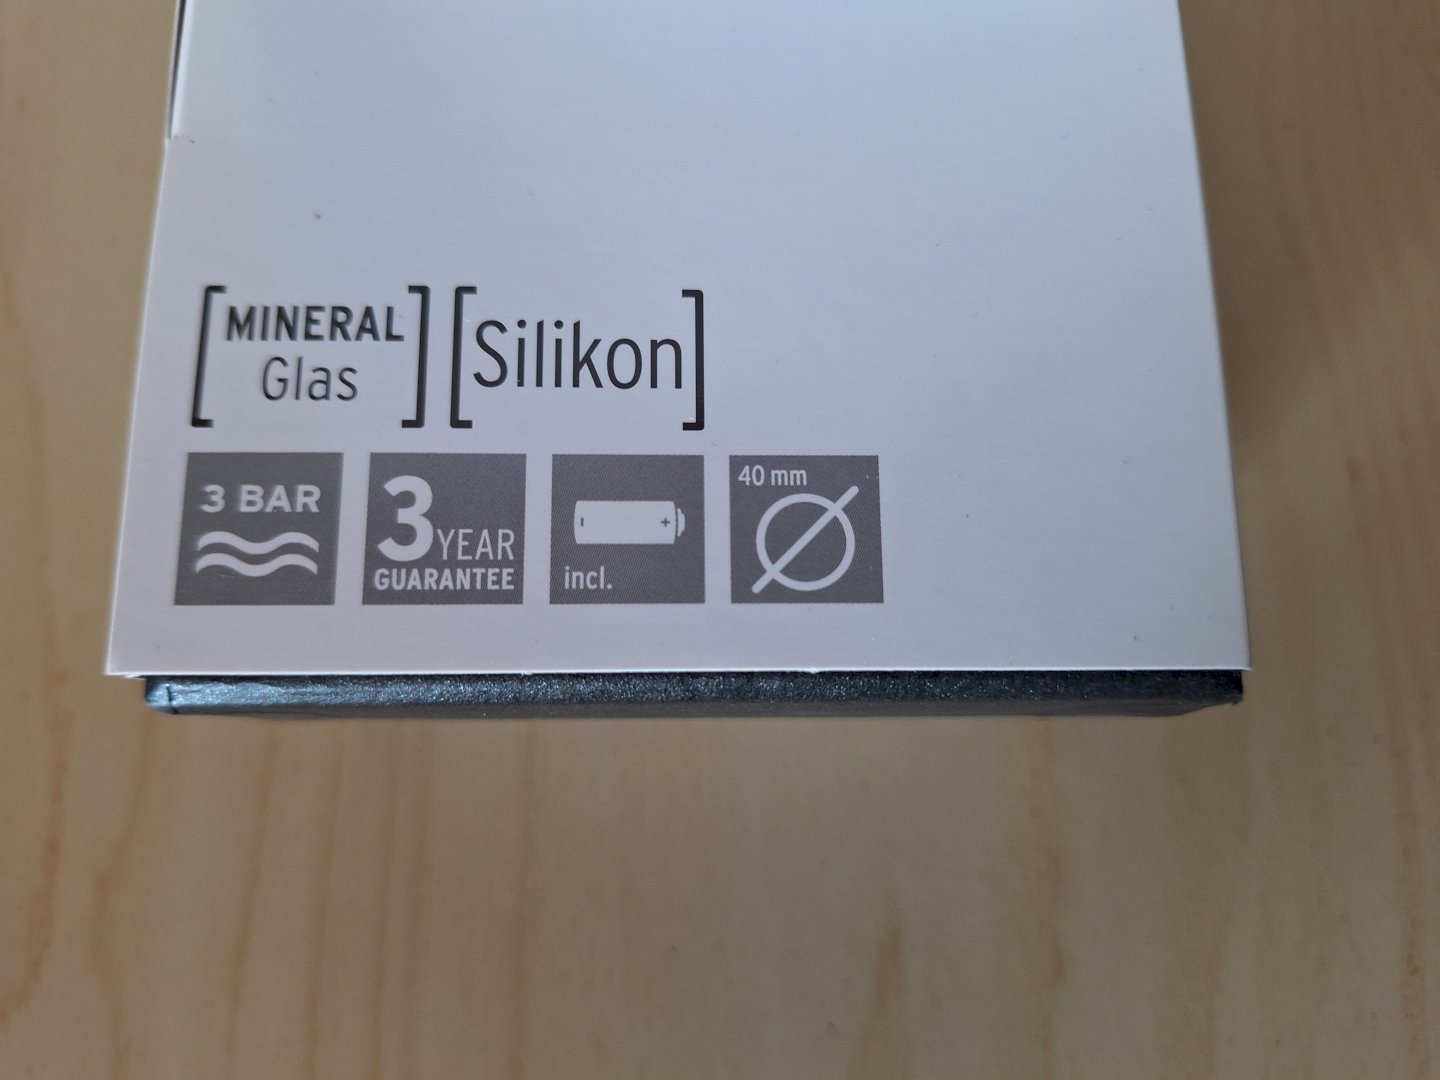 MINERAL
Glas
Silikon
3 BAR
3 YEAR
GUARANTEE
- +
incl.
40 mm